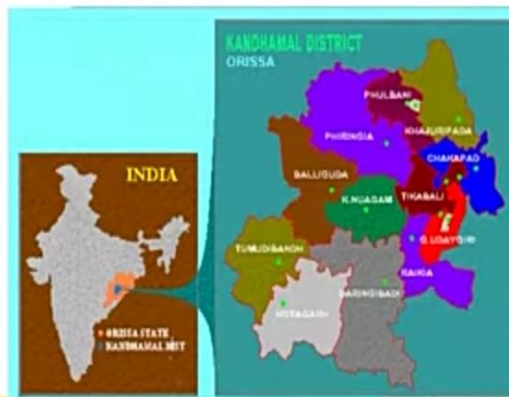 KANDHAMAL DISTRICT
ORISSA
PHULBANI
KHAJURIPADA
PHIRINGIA
CHAKAPAD
BALLIGUDA
TIKABALI
K.NUAGAM
G.UDAYGIRI
TUMUDIBANDH
RAIKIA
DARINGIBADI
KOTAGARH
INDIA
ORISSA STATE
KANDHAMAL DIST